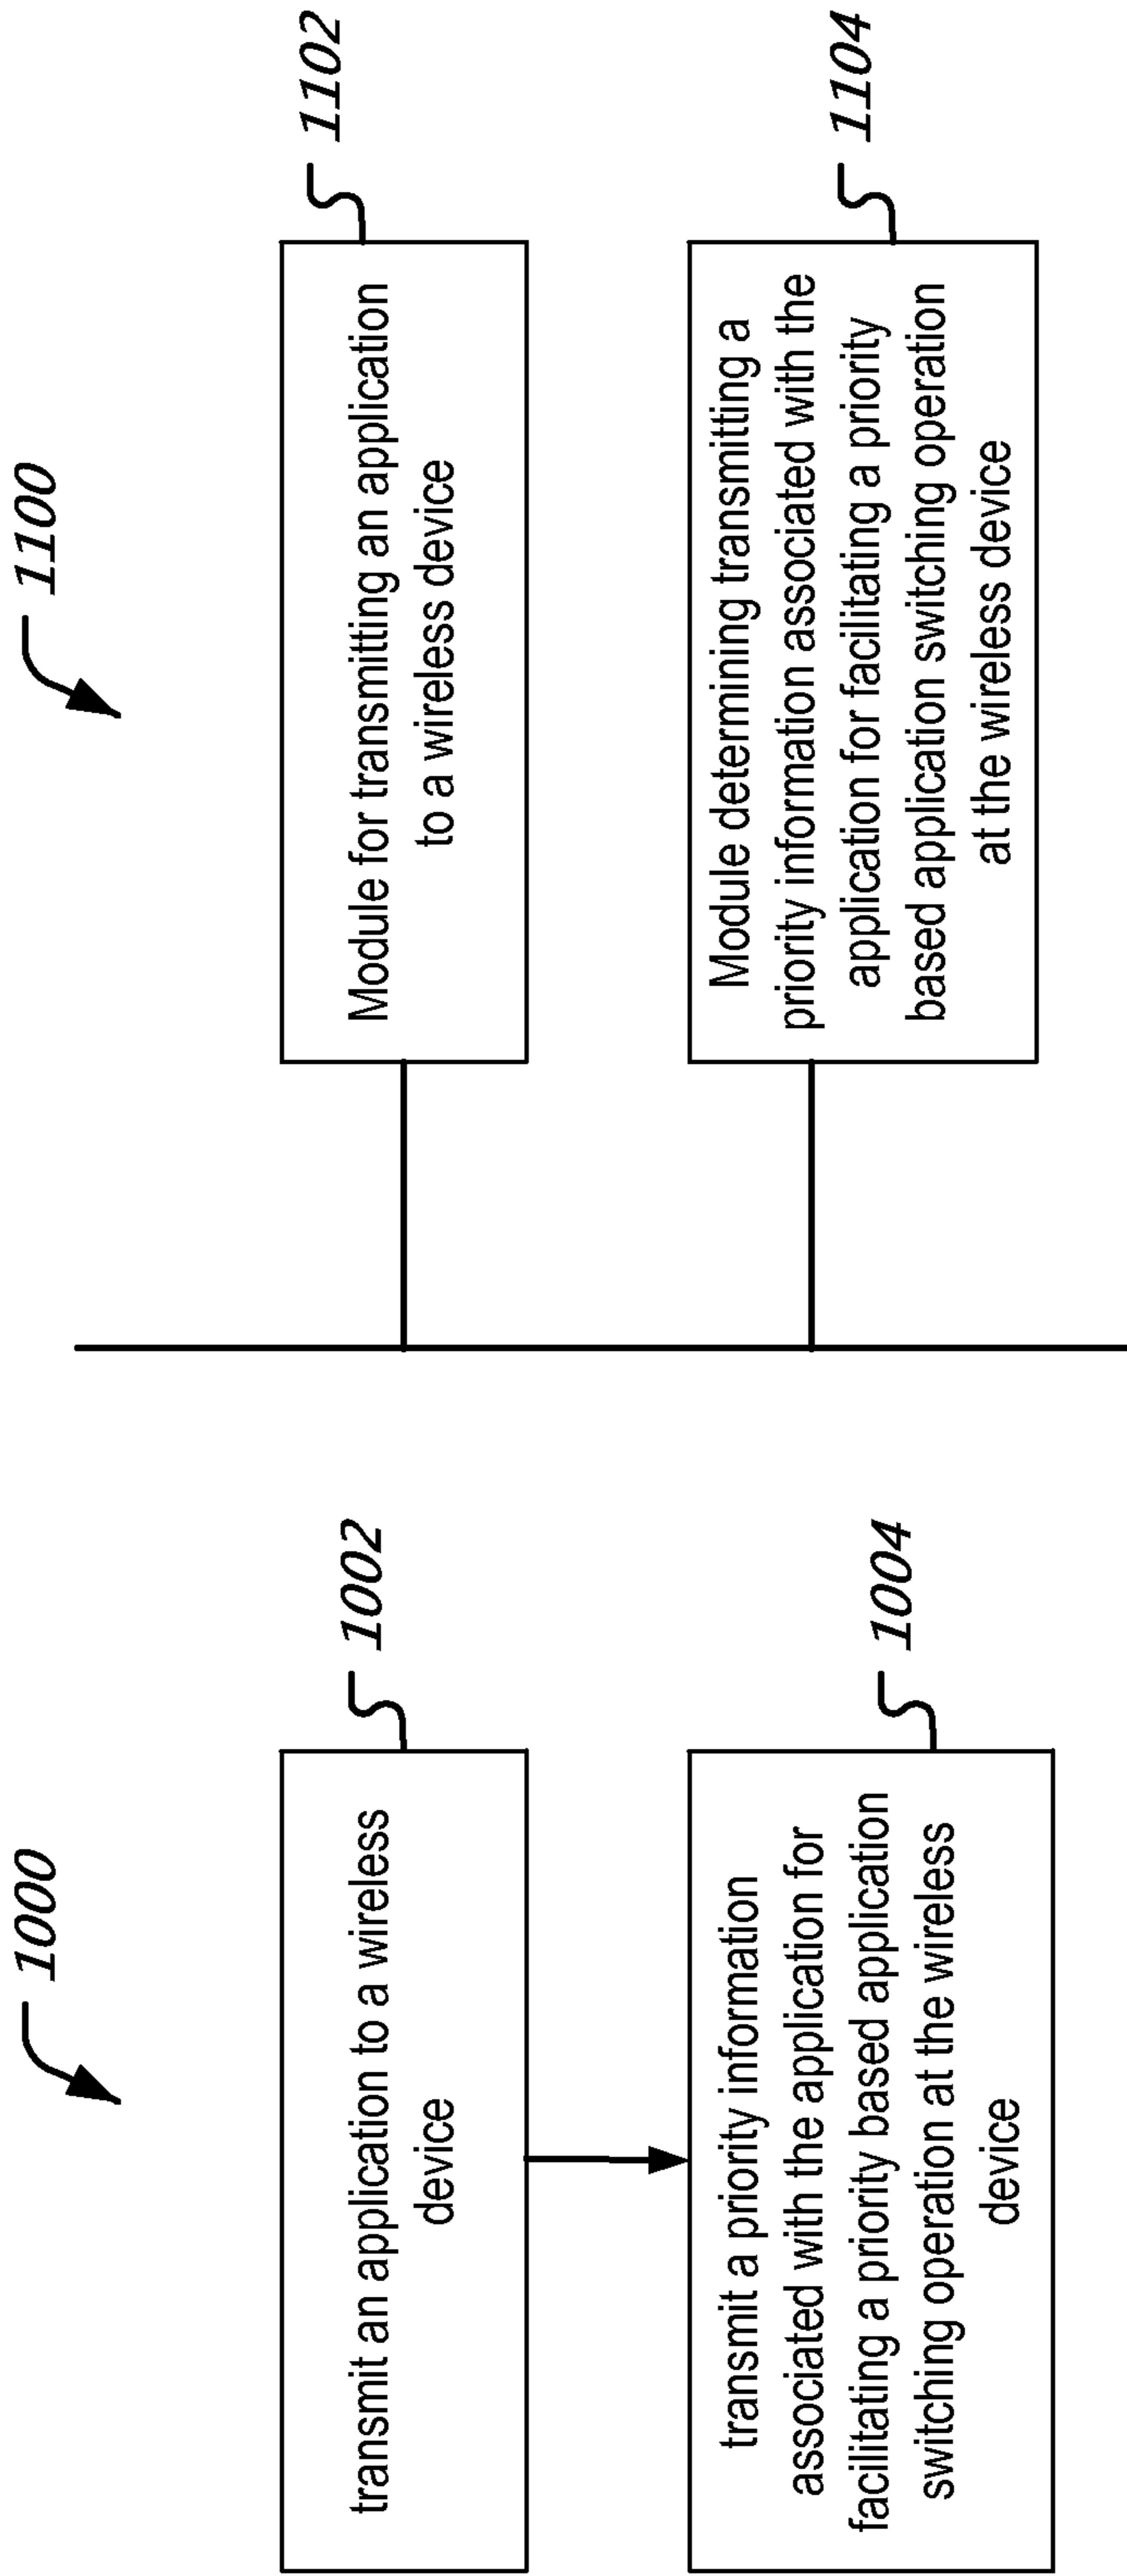 1000
transmit an application to a wireless
device
1002
transmit a priority information
associated with the application for
facilitating a priority based application
switching operation at the wireless
device
1004
1100
Module for transmitting an application
to a wireless device
1102
Module determining transmitting a
priority information associated with the
application for facilitating a priority
based application switching operation
at the wireless device
1104